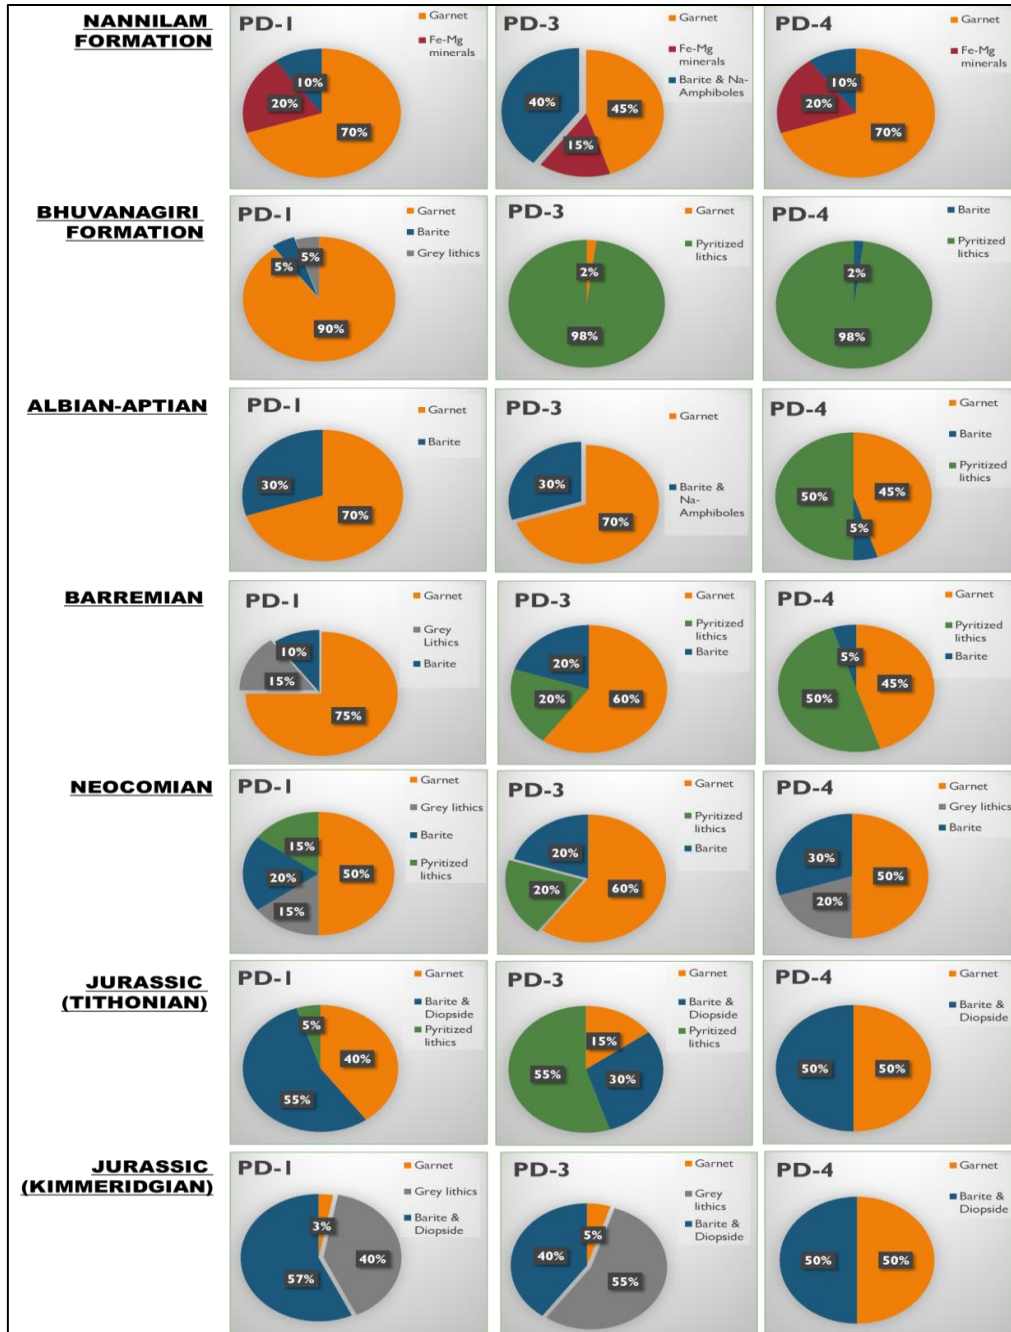 NANNILAM
FORMATION
PD-1
Garnet
Fe-Mg
minerals
10%
20%
70%
PD-3
Garnet
Fe-Mg
minerals
Barite & Na-
Amphiboles
40%
45%
15%
PD-4
Garnet
Fe-Mg
minerals
10%
20%
70%
BHUVANAGIRI
FORMATION
PD-1
Garnet
Barite
Grey lithics
5%
5%
90%
PD-3
Garnet
Pyritized
lithics
2%
98%
PD-4
Barite
Pyritized
lithics
2%
98%
ALBIAN-APTIAN
PD-1
Garnet
Barite
30%
70%
PD-3
Garnet
Barite &
Na-
Amphiboles
30%
70%
PD-4
Garnet
Barite
Pyritized
lithics
50%
45%
5%
BARREMIAN
PD-1
Garnet
Grey
Lithics
Barite
10%
15%
75%
PD-3
Garnet
Pyritized
lithics
Barite
20%
20%
60%
PD-4
Garnet
Pyritized
lithics
Barite
5%
45%
50%
NEOCOMIAN
PD-1
Garnet
Grey lithics
Barite
Pyritized
lithics
15%
50%
20%
15%
PD-3
Garnet
Pyritized
lithics
Barite
20%
20%
60%
PD-4
Garnet
Grey lithics
Barite
30%
50%
20%
JURASSIC
(TITHONIAN)
PD-1
Garnet
Barite &
Diopside
Pyritized
lithics
5%
40%
55%
PD-3
Garnet
Barite &
Diopside
Pyritized
lithics
15%
55%
30%
PD-4
Garnet
Barite &
Diopside
50%
50%
JURASSIC
(KIMMERIDGIAN)
PD-1
Garnet
Grey lithics
Barite &
Diopside
3%
40%
57%
PD-3
Garnet
Grey
lithics
Barite &
Diopside
5%
40%
55%
PD-4
Garnet
Barite &
Diopside
50%
50%